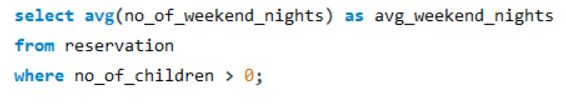 select avg(no_of_weekend_nights) as avg_weekend_nights
from reservation
where no_of_children > 0;